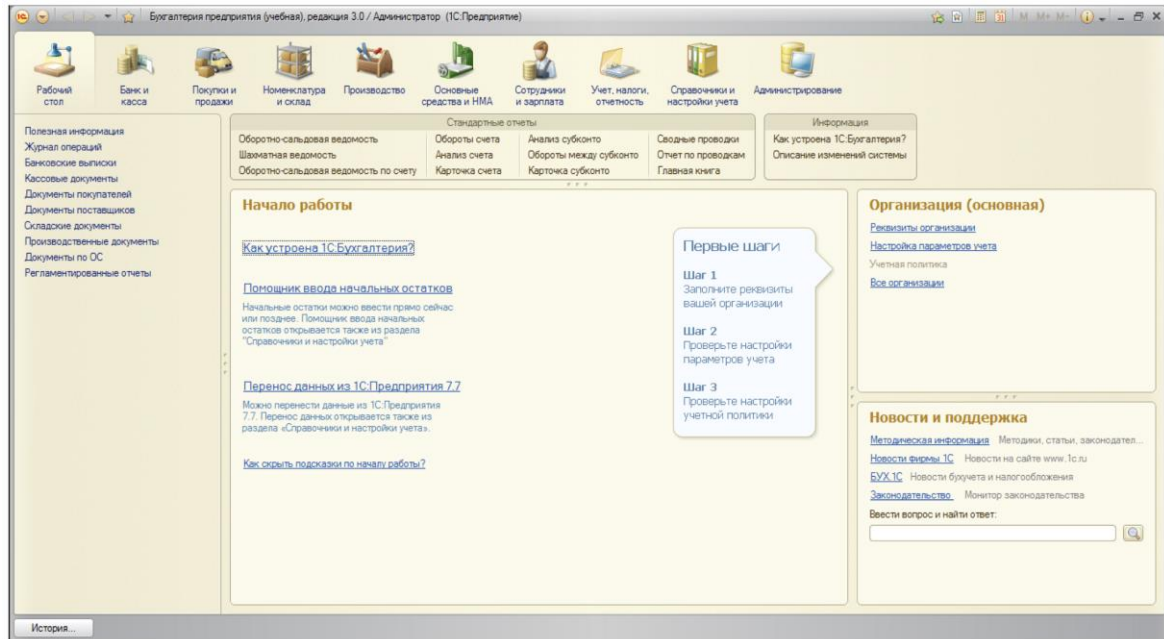 Бухгалтерия предприятия (учебная), редакция 3.0 / Администратор (1С:Предприятие)
M M+ M-
Рабочий стол
Банк и касса
Покупки и продажи
Номенклатура и склад
Производство
Основные средства и НМА
Сотрудники и зарплата
Учет, налоги, отчетность
Справочники и настройки учета
Администрирование
Полезная информация
Журнал операций
Банковские выписки
Кассовые документы
Документы покупателей
Документы поставщиков
Складские документы
Производственные документы
Документы по ОС
Регламентированные отчеты
Стандартные отчеты
Оборотно-сальдовая ведомость
Шахматная ведомость
Оборотно-сальдовая ведомость по счету
Обороты счета
Анализ счета
Карточка счета
Анализ субконто
Обороты между субконто
Карточка субконто
Сводные проводки
Отчет по проводкам
Главная книга
Информация
Как устроена 1С:Бухгалтерия?
Описание изменений системы
Начало работы
Как устроена 1С:Бухгалтерия?
Помощник ввода начальных остатков
Начальные остатки можно ввести прямо сейчас
или позднее. Помощник ввода начальных
остатков открывается также из раздела
"Справочники и настройки учета"
Перенос данных из 1С:Предприятия 7.7
Можно перенести данные из 1С:Предприятия
7.7. Перенос данных открывается также из
раздела «Справочники и настройки учета».
Как скрыть подсказки по началу работы?
Первые шаги
Шаг 1
Заполните реквизиты
вашей организации
Шаг 2
Проверьте настройки
параметров учета
Шаг 3
Проверьте настройки
учетной политики
Организация (основная)
Реквизиты организации
Настройка параметров учета
Учетная политика
Все организации
Новости и поддержка
Методическая информация Методики, статьи, законодател...
Новости фирмы 1С Новости на сайте www.1c.ru
БУХ.1С Новости бухучета и налогообложения
Законодательство Монитор законодательства
Ввести вопрос и найти ответ:
История...